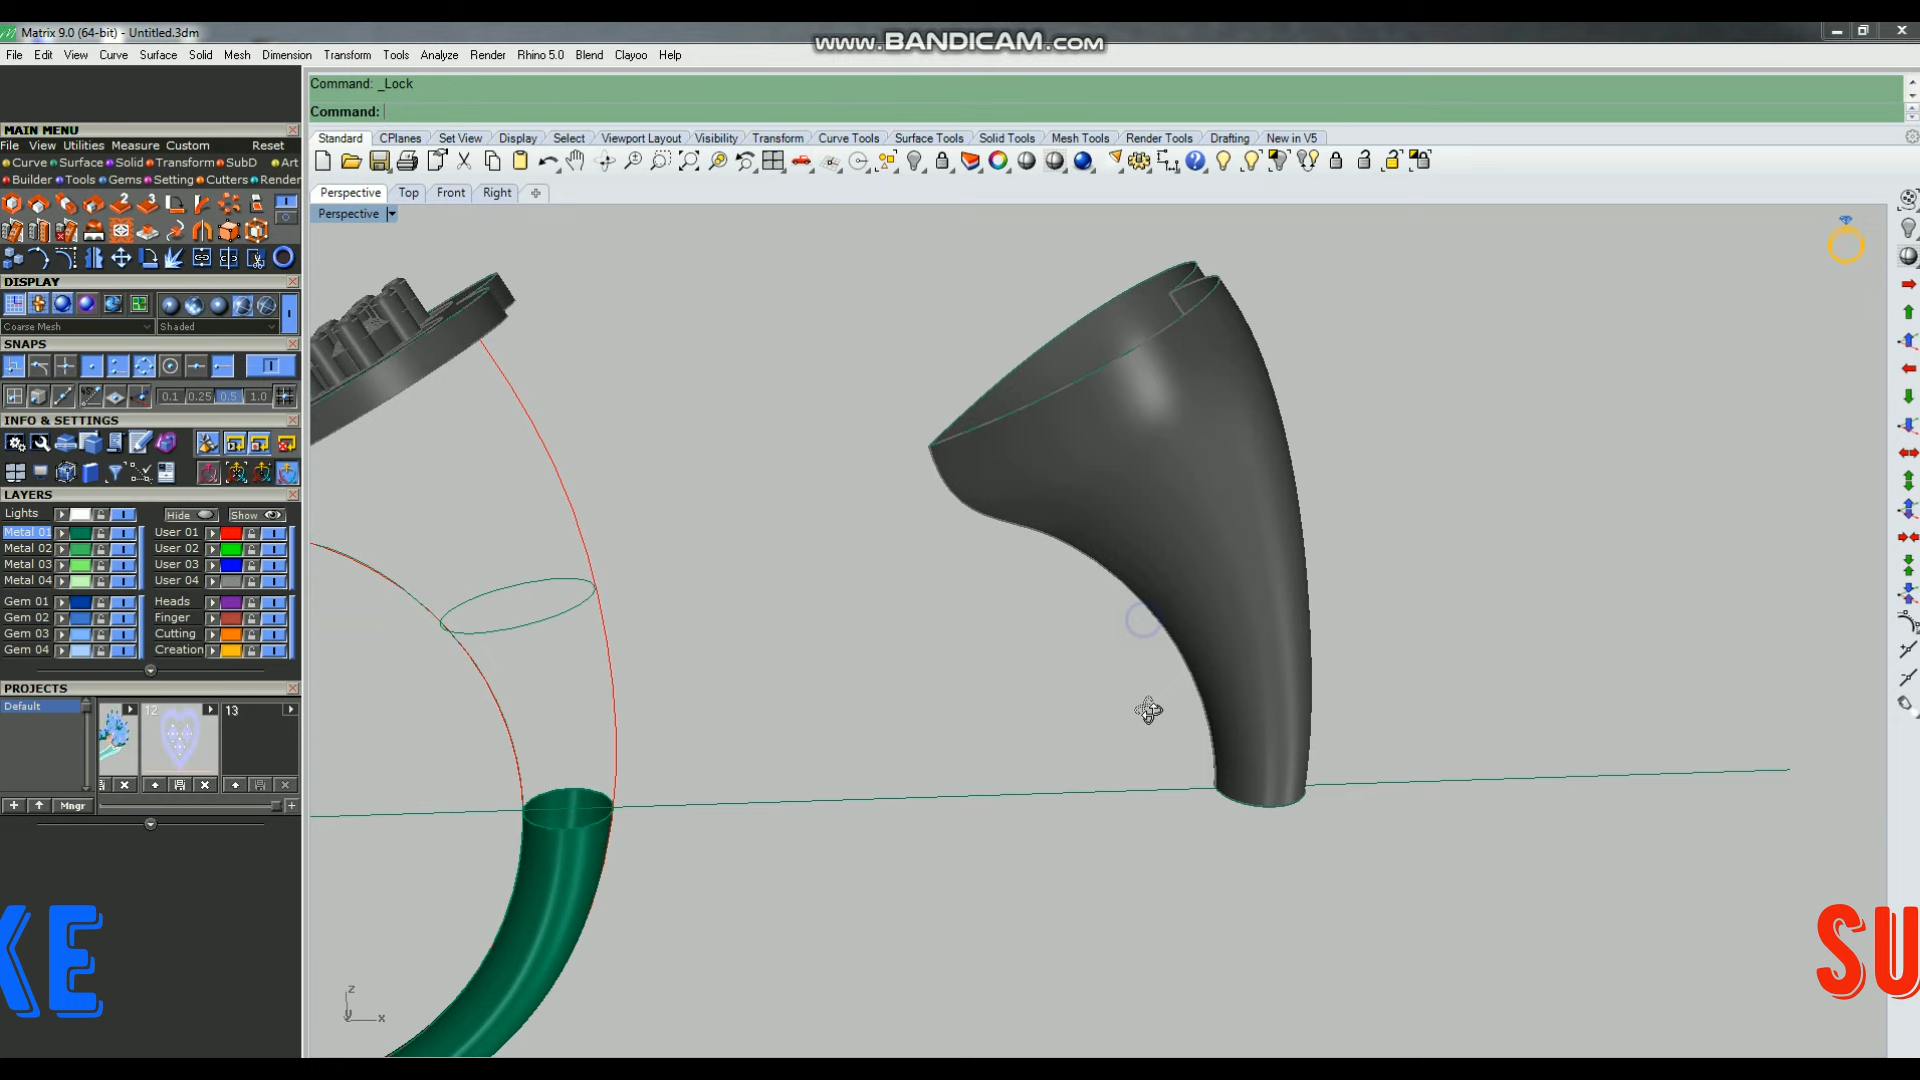 Matrix 9.0 (64-bit) - Untitled.3dm
www.BANDICAM.com
File Edit View Curve Surface Solid Mesh Dimension Transform Tools Analyze Render Rhino 5.0 Blend Clayoo Help
Command: _Lock
Command:
MAIN MENU
File View Utilities Measure Custom Reset
Curve Surface Solid Transform SubD Art
Builder Tools Gems Setting Cutters Render
Standard CPlanes Set View Display Select Viewport Layout Visibility Transform Curve Tools Surface Tools Solid Tools Mesh Tools Render Tools Drafting New in V5
Perspective Top Front Right
Perspective
DISPLAY
Coarse Mesh Shaded
SNAPS
0.1 0.25 0.5 1.0
INFO & SETTINGS
LAYERS
Lights Hide Show
Metal 01 User 01
Metal 02 User 02
Metal 03 User 03
Metal 04 User 04
Gem 01 Heads
Gem 02 Finger
Gem 03 Cutting
Gem 04 Creation
PROJECTS
Default
12 13
Mngr
z
y x
KE
SU